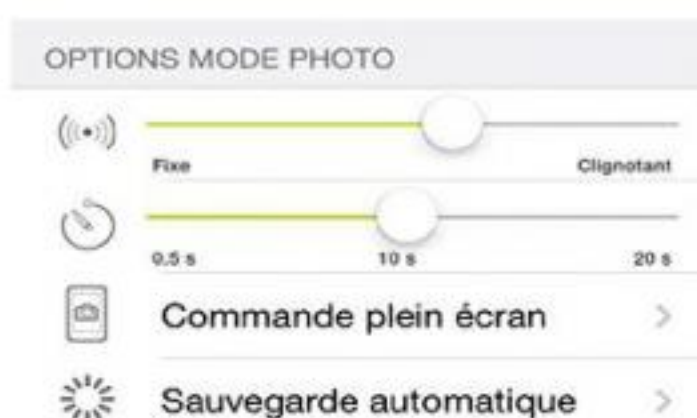 OPTIONS MODE PHOTO
Fixe Clignotant
0.5 s 10 s 20 s
Commande plein écran
Sauvegarde automatique